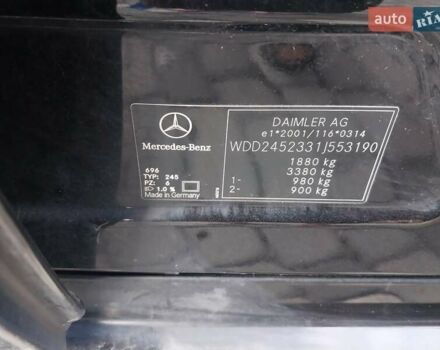 auto RIA
DAIMLER AG
e1*2001/116*0314
WDD2452331J553190
1880 kg
3380 kg
1- 980 kg
2- 900 kg
Mercedes-Benz
696
TYP: 245
PZ: 6
1.0 %
Made in Germany